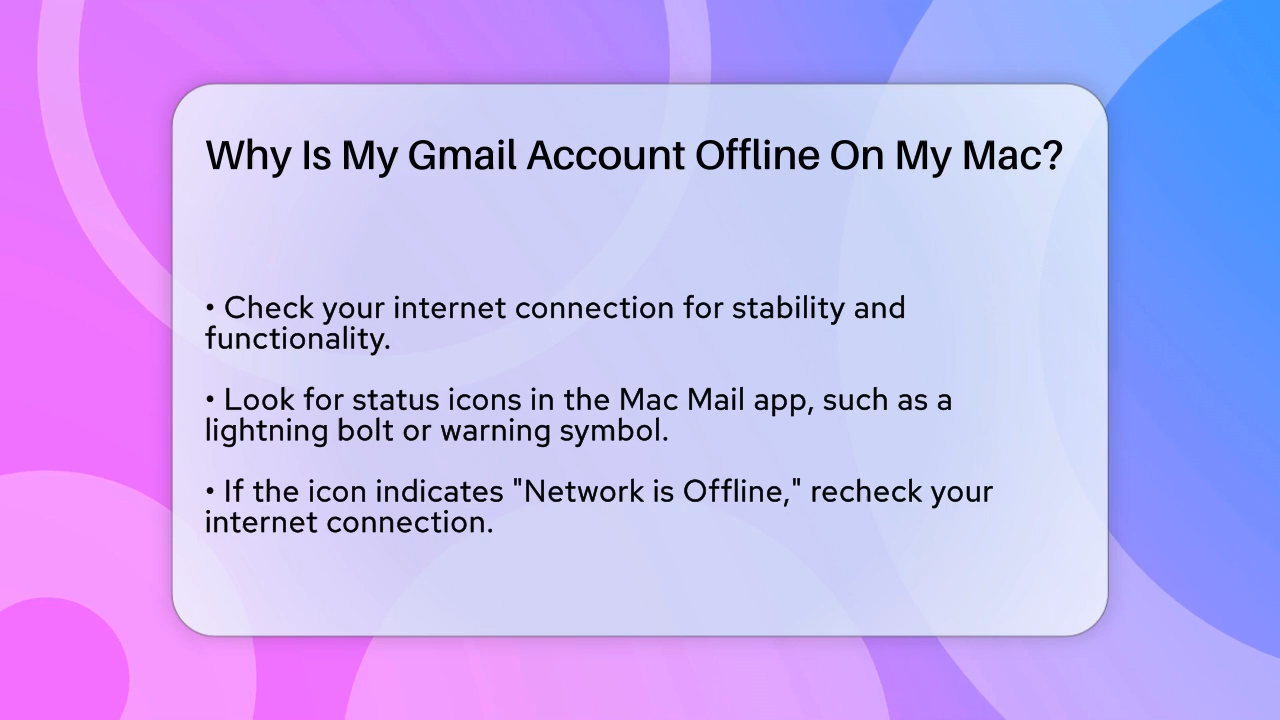 Why Is My Gmail Account Offline On My Mac?
• Check your internet connection for stability and
functionality.
• Look for status icons in the Mac Mail app, such as a
lightning bolt or warning symbol.
• If the icon indicates "Network is Offline," recheck your
internet connection.